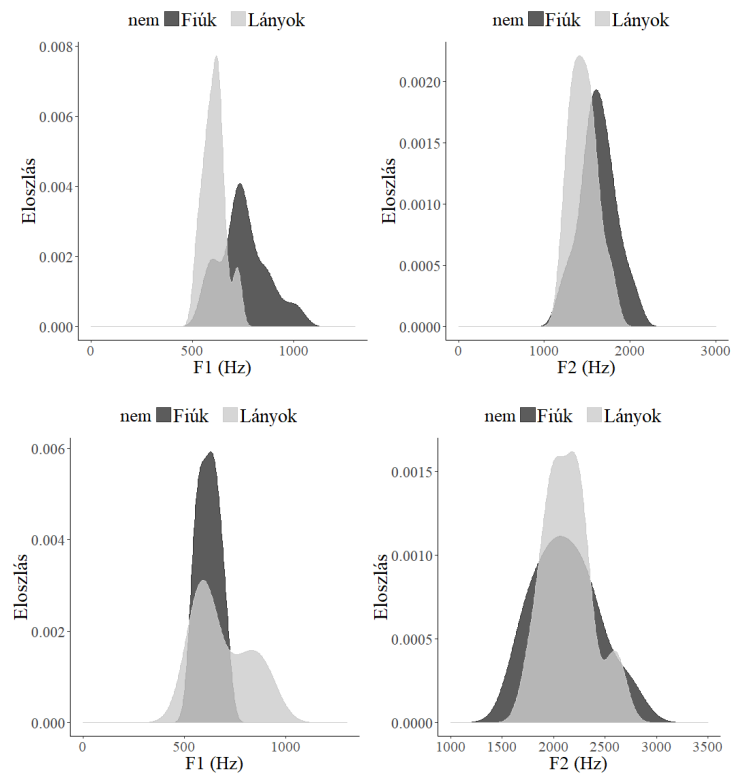 nem Fiúk Lányok
Eloszlás
0.008
0.006
0.004
0.002
0.000
0 500 1000
F1 (Hz)
nem Fiúk Lányok
Eloszlás
0.0020
0.0015
0.0010
0.0005
0.0000
0 1000 2000 3000
F2 (Hz)
nem Fiúk Lányok
Eloszlás
0.006
0.004
0.002
0.000
0 500 1000
F1 (Hz)
nem Fiúk Lányok
Eloszlás
0.0015
0.0010
0.0005
0.0000
1000 1500 2000 2500 3000 3500
F2 (Hz)